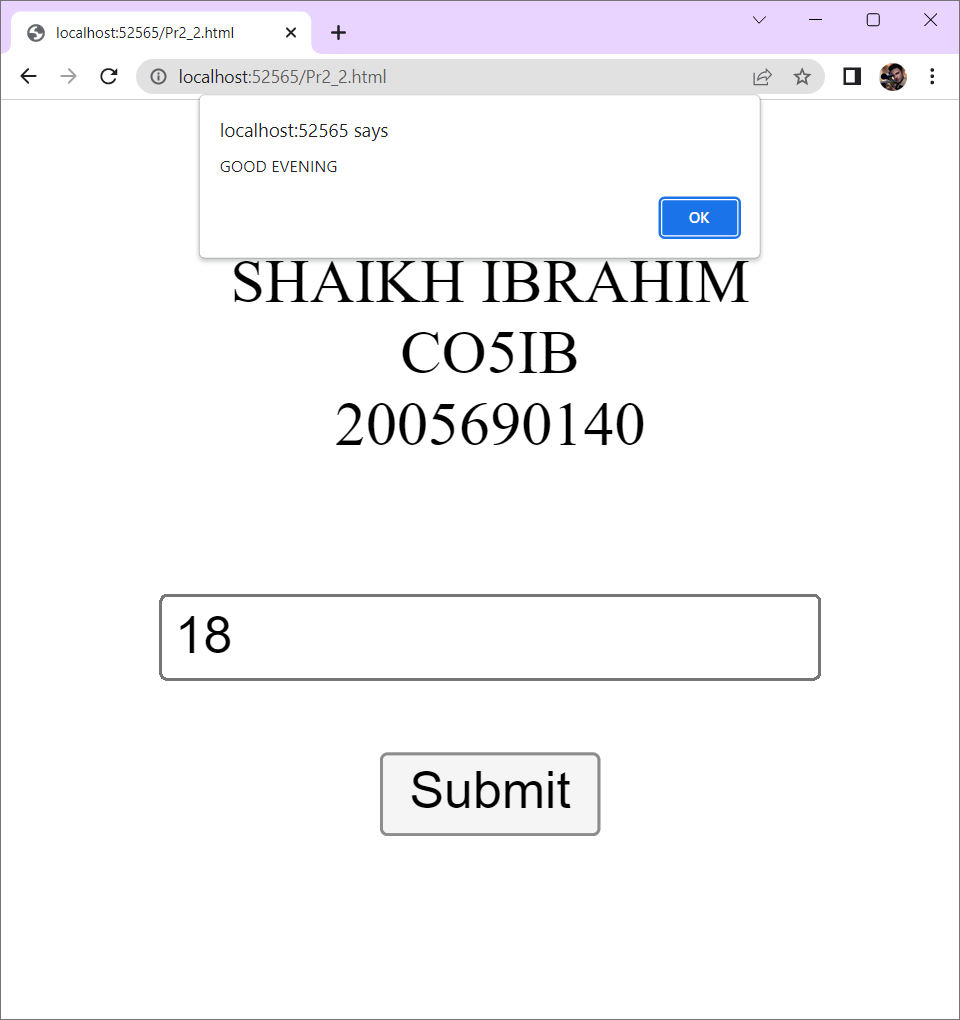 localhost:52565/Pr2_2.html
localhost:52565/Pr2_2.html
localhost:52565 says
GOOD EVENING
OK
SHAIKH IBRAHIM
CO5IB
2005690140
18
Submit